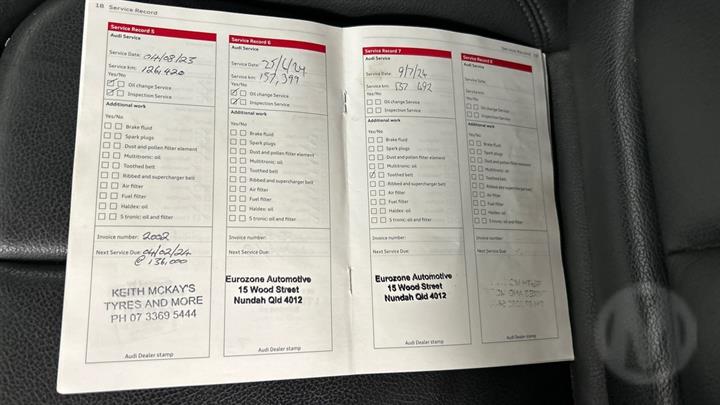 18 Service Record
Service Record 5
Audi Service
Service Date: 04/08/23
Service km: 126,420
Yes/No
Oil change Service
Inspection Service
Additional work
Yes/No
Brake fluid
Spark plugs
Dust and pollen filter element
Multitronic: oil
Toothed belt
Ribbed and supercharger belt
Air filter
Fuel filter
Haldex: oil
S tronic: oil and filter
Invoice number: 2002
Next Service Due: 04/02/24
@ 136,000
KEITH MCKAY'S
TYRES AND MORE
PH 07 3369 5444
Audi Dealer stamp
Service Record 6
Audi Service
Service Date: 25/4/24
Service km: 157,399
Yes/No
Oil change Service
Inspection Service
Additional work
Yes/No
Brake fluid
Spark plugs
Dust and pollen filter element
Multitronic: oil
Toothed belt
Ribbed and supercharger belt
Air filter
Fuel filter
Haldex: oil
S tronic: oil and filter
Invoice number:
Next Service Due:
Eurozone Automotive
15 Wood Street
Nundah Qld 4012
Audi Dealer stamp
Service Record
Service Record 7
Audi Service
Service Date: 9/7/24
Service km: 692
Yes/No
Oil change Service
Inspection Service
Additional work
Yes/No
Brake fluid
Spark plugs
Dust and pollen filter element
Multitronic: oil
Toothed belt
Ribbed and supercharger belt
Air filter
Fuel filter
Haldex: oil
S tronic: oil and filter
Invoice number:
Next Service Due:
Eurozone Automotive
15 Wood Street
Nundah Qld 4012
Audi Dealer stamp
Service Record 8
Audi Service
Service Date:
Service km:
Yes/No
Oil change Service
Inspection Service
Additional work
Yes/No
Brake fluid
Spark plugs
Dust and pollen filter element
Multitronic: oil
Toothed belt
Ribbed and supercharger belt
Air filter
Fuel filter
Haldex: oil
S tronic: oil and filter
Invoice number:
Next Service Due:
Audi Dealer stamp